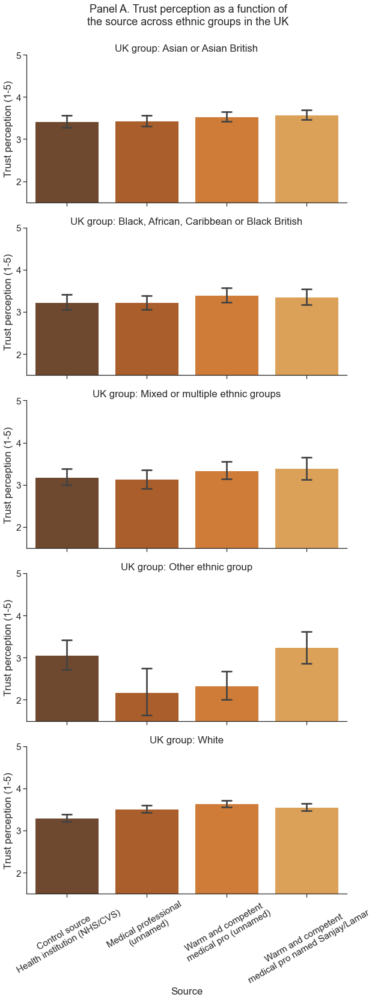 Panel A. Trust perception as a function of
the source across ethnic groups in the UK
UK group: Asian or Asian British
5
4
3
2
Trust perception (1-5)
UK group: Black, African, Caribbean or Black British
5
4
3
2
Trust perception (1-5)
UK group: Mixed or multiple ethnic groups
5
4
3
2
Trust perception (1-5)
UK group: Other ethnic group
5
4
3
2
Trust perception (1-5)
UK group: White
5
4
3
2
Trust perception (1-5)
Control source
Health institution (NHS/CVS)
Medical professional
(unnamed)
Warm and competent
medical pro (unnamed)
Warm and competent
medical pro named Sanjay/Lamar
Source